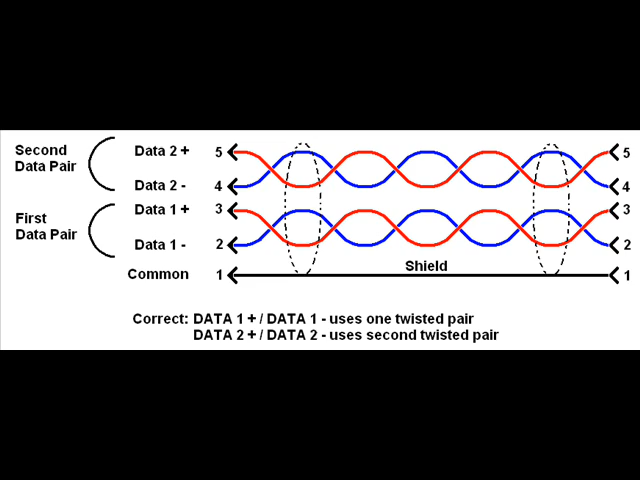 Second
Data Pair
Data 2 + 5
Data 2 - 4
First
Data Pair
Data 1 + 3
Data 1 - 2
Common 1
Shield
5
4
3
2
1
Correct: DATA 1 + / DATA 1 - uses one twisted pair
DATA 2 + / DATA 2 - uses second twisted pair